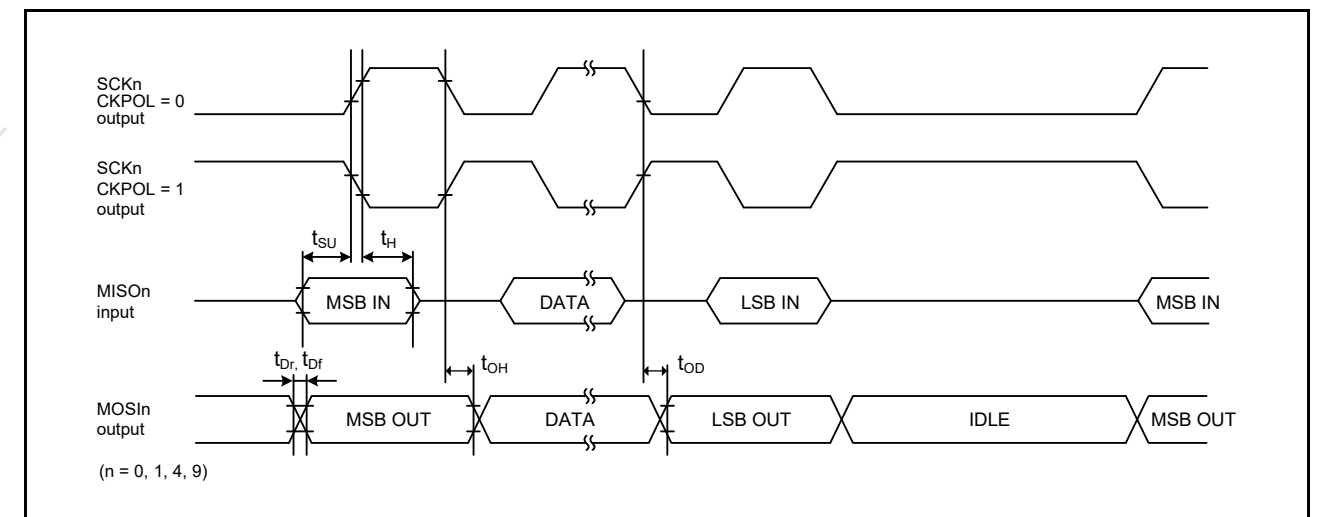 SCKn
CKPOL = 0
output
SCKn
CKPOL = 1
output
tSU
tH
MISOn
input
MSB IN
DATA
LSB IN
MSB IN
tDr, tDf
tOH
tOD
MOSIn
output
MSB OUT
DATA
LSB OUT
IDLE
MSB OUT
(n = 0, 1, 4, 9)